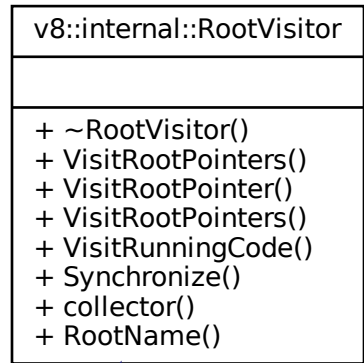 v8::internal::RootVisitor
+ ~RootVisitor()
+ VisitRootPointers()
+ VisitRootPointer()
+ VisitRootPointers()
+ VisitRunningCode()
+ Synchronize()
+ collector()
+ RootName()